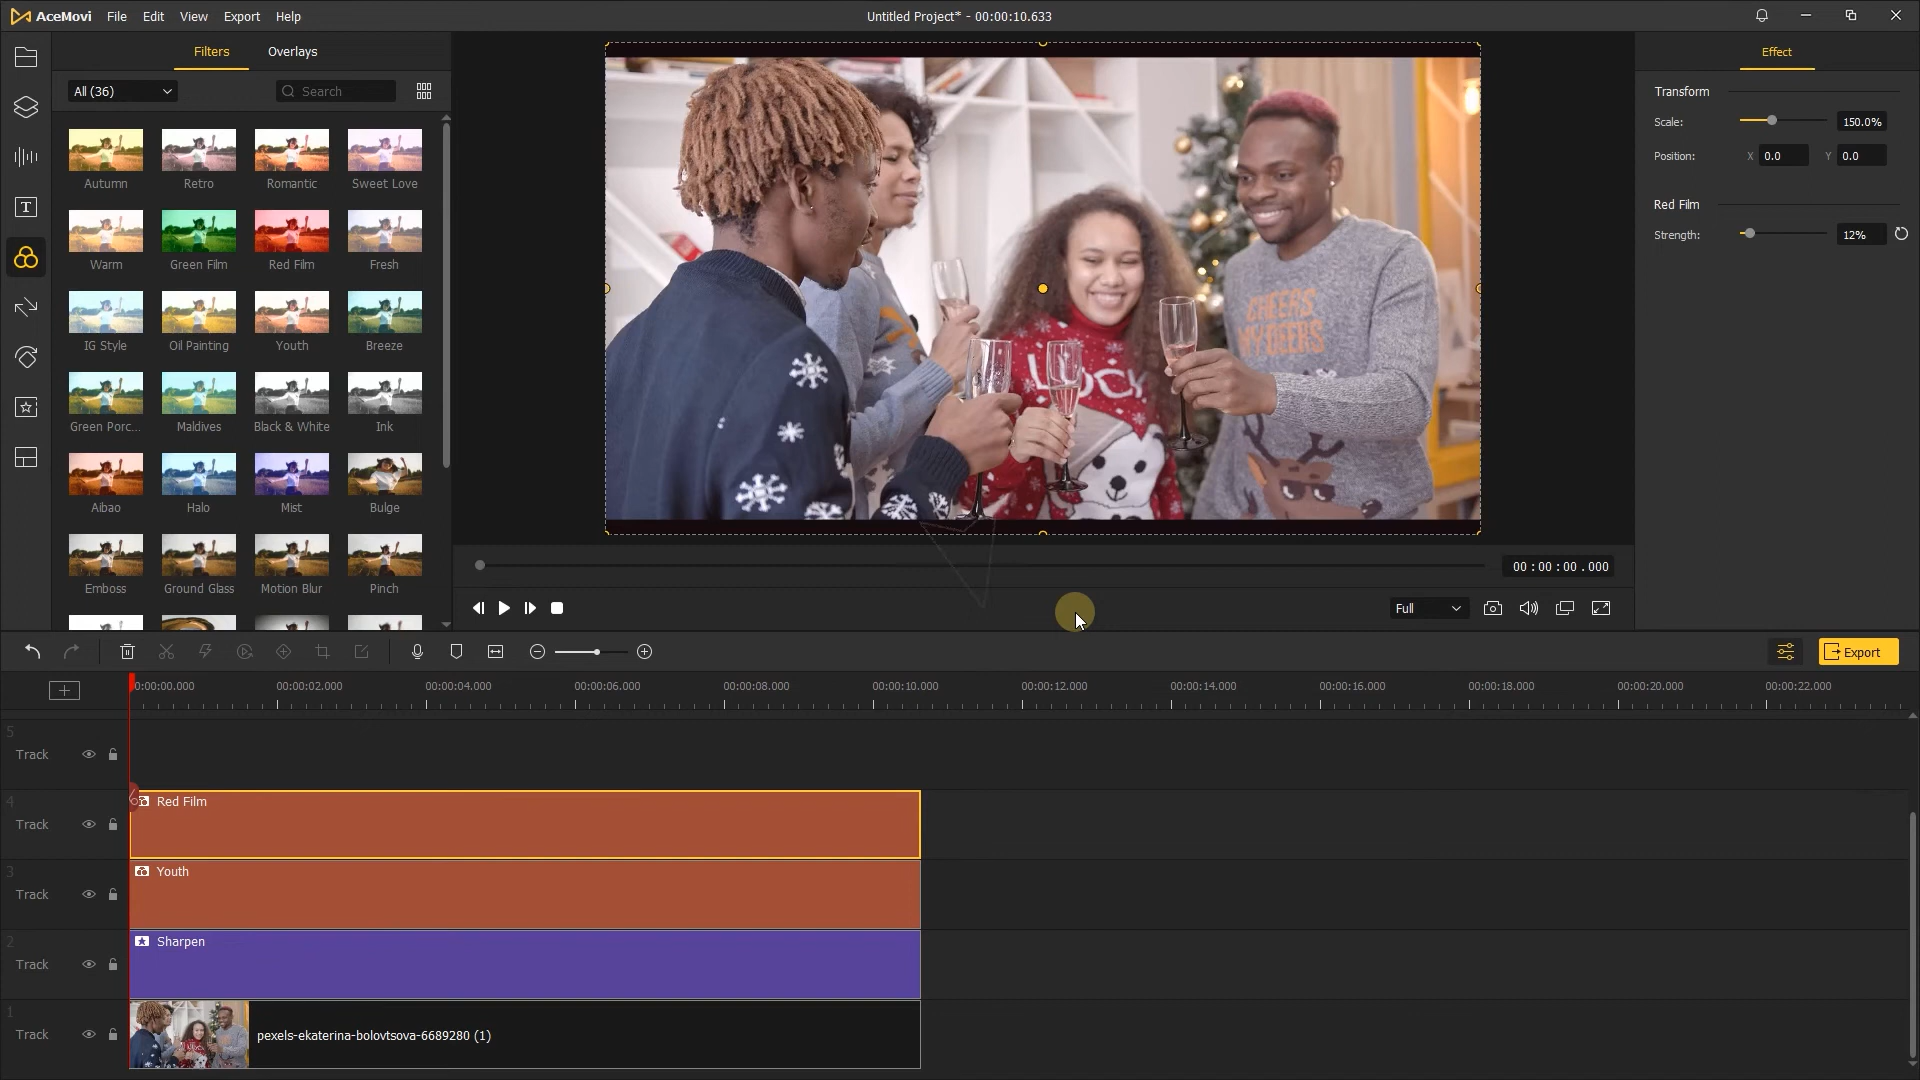 AceMovi File Edit View Export Help
Untitled Project* - 00:00:10.633
Filters Overlays
All (36)
Search
Autumn Retro Romantic Sweet Love
Warm Green Film Red Film Fresh
IG Style Oil Painting Youth Breeze
Green Porc... Maldives Black & White Ink
Aibao Halo Mist Bulge
Emboss Ground Glass Motion Blur Pinch
CHEERS
MY DEERS
Effect
Transform
Scale: 150.0%
Position: X 0.0 Y 0.0
Red Film
Strength: 12%
00 : 00 : 00 .000
Full
Export
0:00:00.000 00:00:02.000 00:00:04.000 00:00:06.000 00:00:08.000 00:00:10.000 00:00:12.000 00:00:14.000 00:00:16.000 00:00:18.000 00:00:20.000 00:00:22.000
5
Track
4
Track
Red Film
3
Track
Youth
2
Track
Sharpen
1
Track
pexels-ekaterina-bolovtsova-6689280 (1)